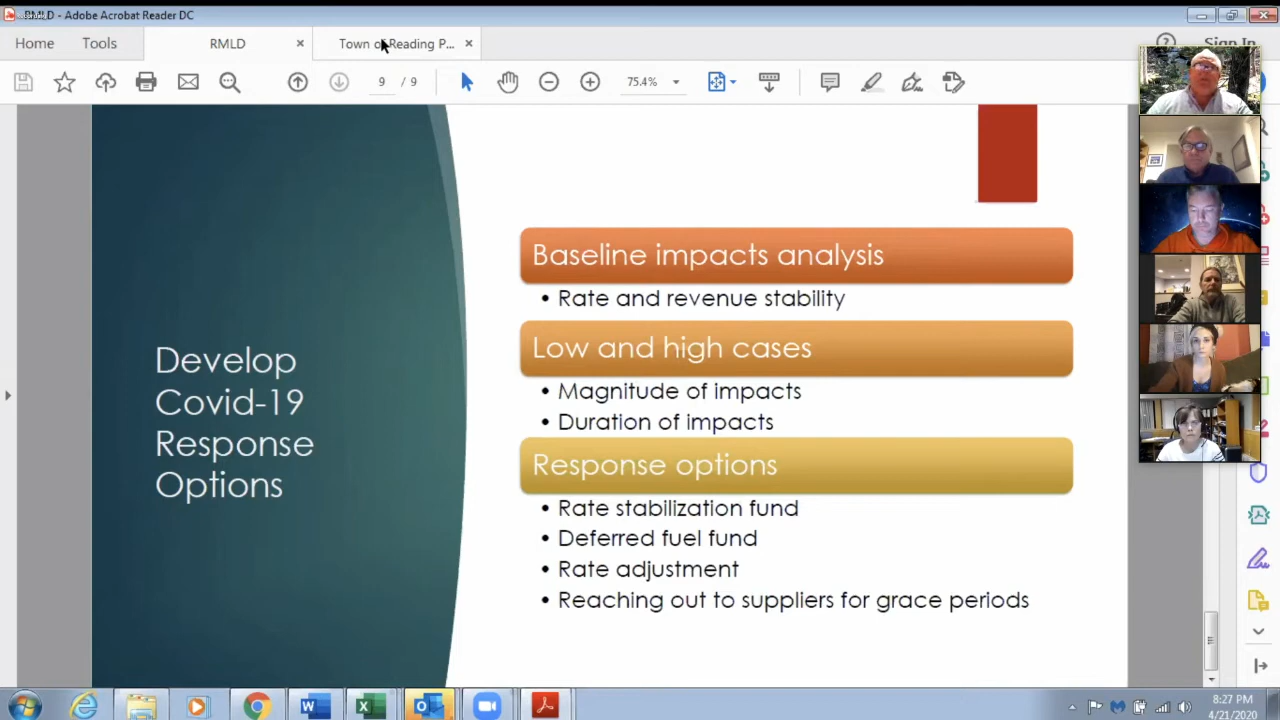 RMLD - Adobe Acrobat Reader DC
Home
Tools
RMLD
Town of Reading P...
Sign In
9 / 9
75.4%
Develop
Covid-19
Response
Options
Baseline impacts analysis
• Rate and revenue stability
Low and high cases
• Magnitude of impacts
• Duration of impacts
Response options
• Rate stabilization fund
• Deferred fuel fund
• Rate adjustment
• Reaching out to suppliers for grace periods
8:27 PM
4/21/2020